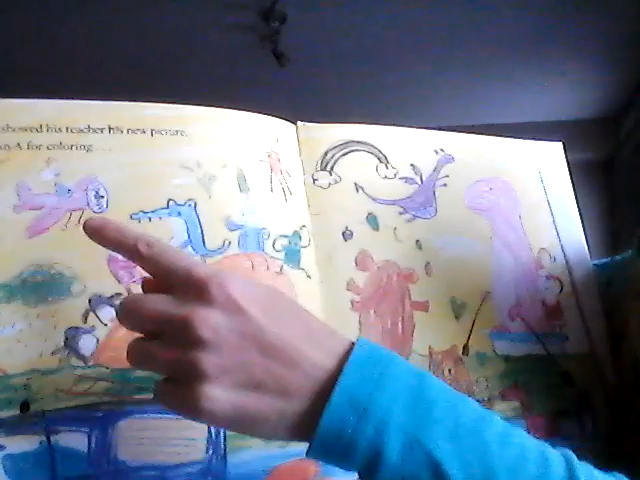 showed his teacher his new picture.
an A for coloring . . .